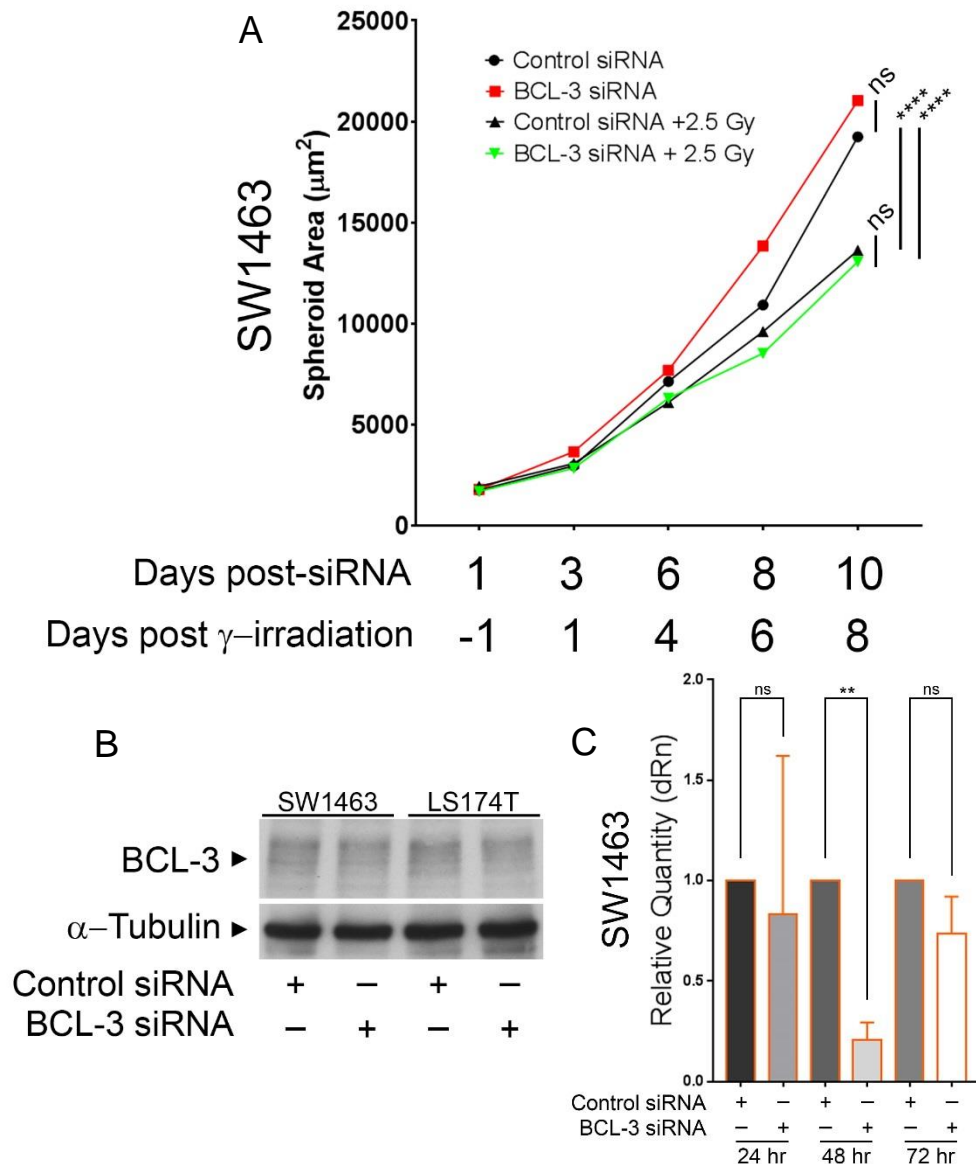 A
SW1463
Spheroid Area (μm²)
25000
20000
15000
10000
5000
0
Control siRNA
BCL-3 siRNA
Control siRNA +2.5 Gy
BCL-3 siRNA + 2.5 Gy
ns
ns
****
****
Days post-siRNA 1 3 6 8 10
Days post γ–irradiation -1 1 4 6 8
B
SW1463 LS174T
BCL-3 ►
α–Tubulin ►
Control siRNA + – + –
BCL-3 siRNA – + – +
C
SW1463
Relative Quantity (dRn)
2.0
1.5
1.0
0.5
0.0
ns ** ns
Control siRNA + – + – + –
BCL-3 siRNA – + – + – +
24 hr 48 hr 72 hr